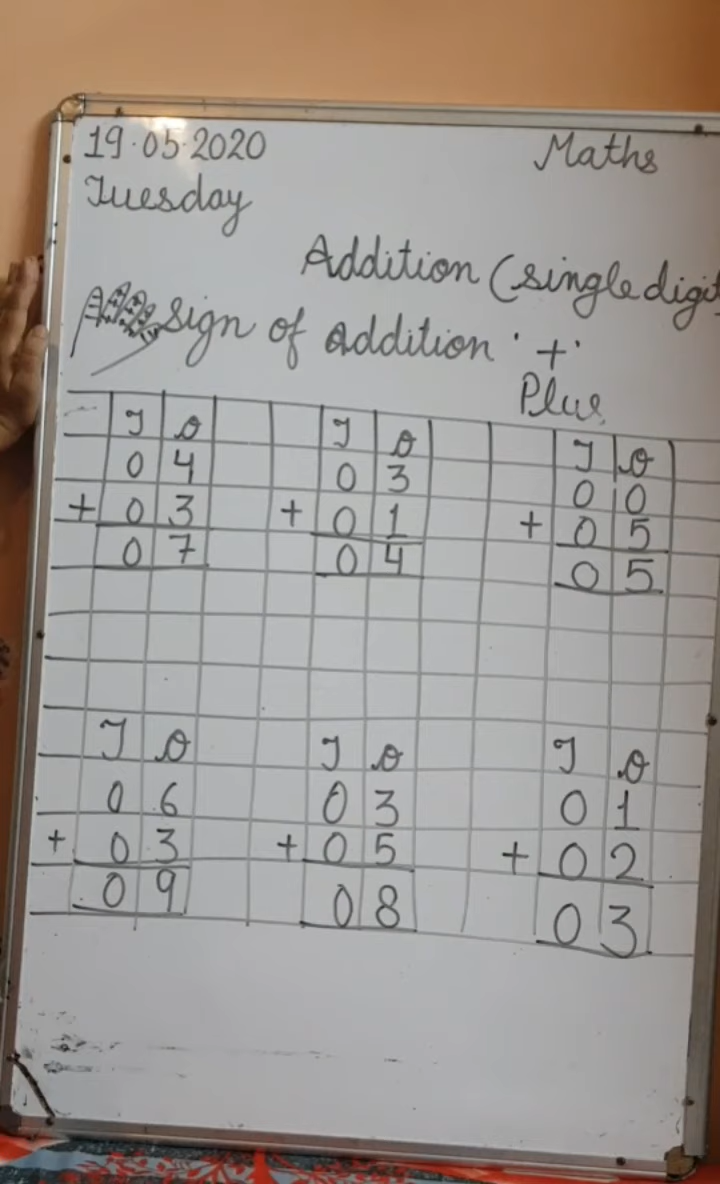 19.05.2020 Maths
Tuesday
Addition (single digit
sign of addition '+'
Plus
T O T O T O
0 4 0 3 0 0
+ 0 3 + 0 1 + 0 5
0 7 0 4 0 5
T O T O T O
0 6 0 3 0 1
+ 0 3 + 0 5 + 0 2
0 9 0 8 0 3